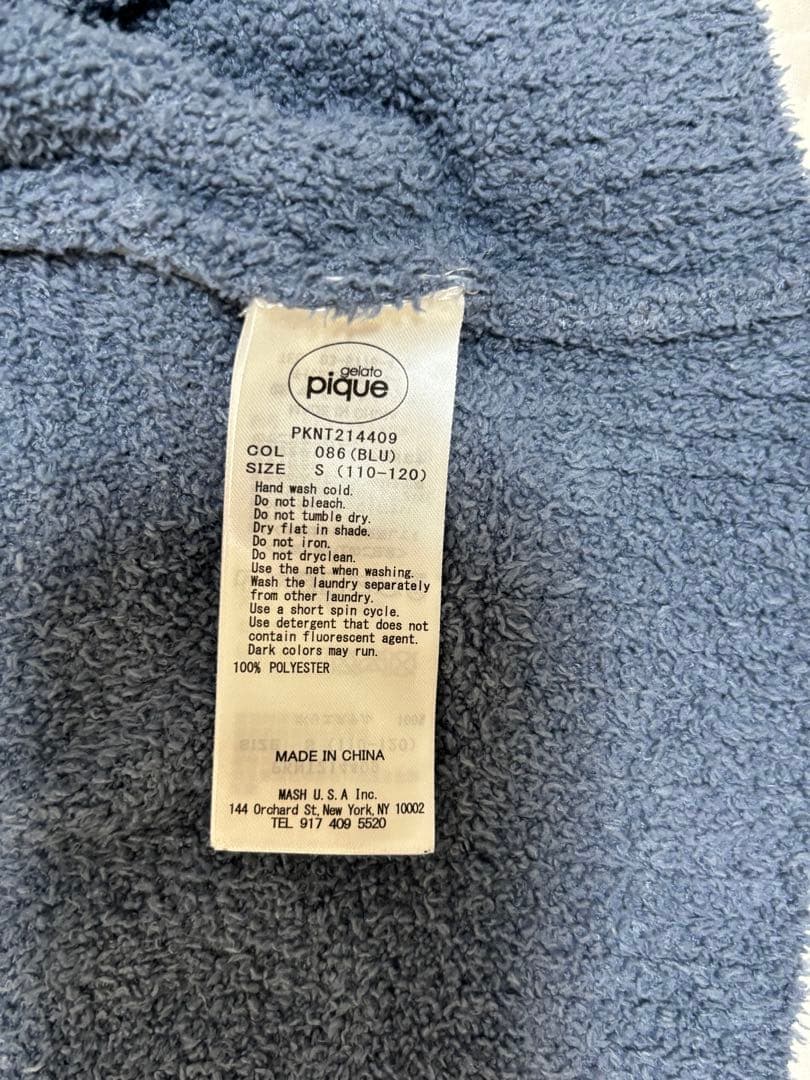 gelato
pique
PKNT214409
COL 086(BLU)
SIZE S (110-120)
Hand wash cold.
Do not bleach.
Do not tumble dry.
Dry flat in shade.
Do not iron.
Do not dryclean.
Use the net when washing.
Wash the laundry separately
from other laundry.
Use a short spin cycle.
Use detergent that does not
contain fluorescent agent.
Dark colors may run.
100% POLYESTER
MADE IN CHINA
MASH U.S.A Inc.
144 Orchard St, New York, NY 10002
TEL 917 409 5520